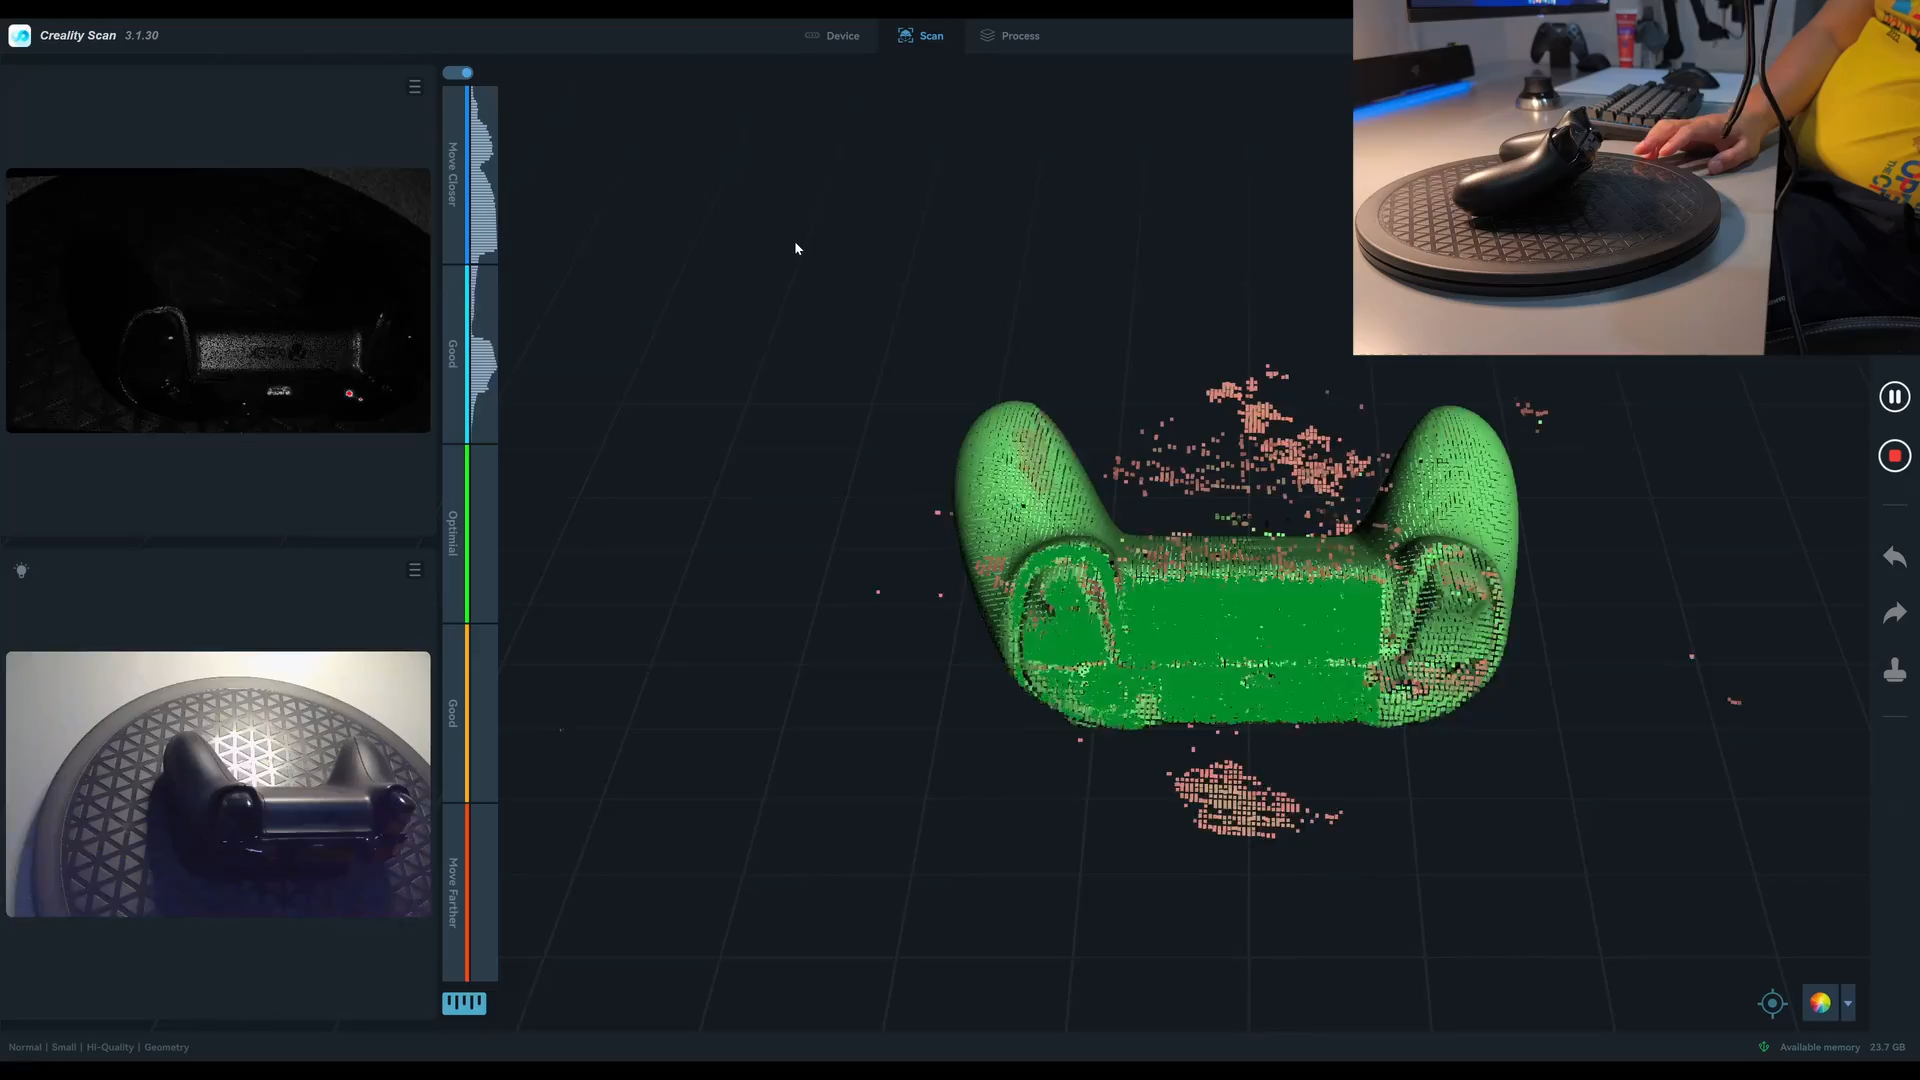 Creality Scan 3.1.30
Device
Scan
Process
Move Closer
Good
Optimial
Good
Move Farther
Normal | Small | Hi-Quality | Geometry
Available memory 23.7 GB